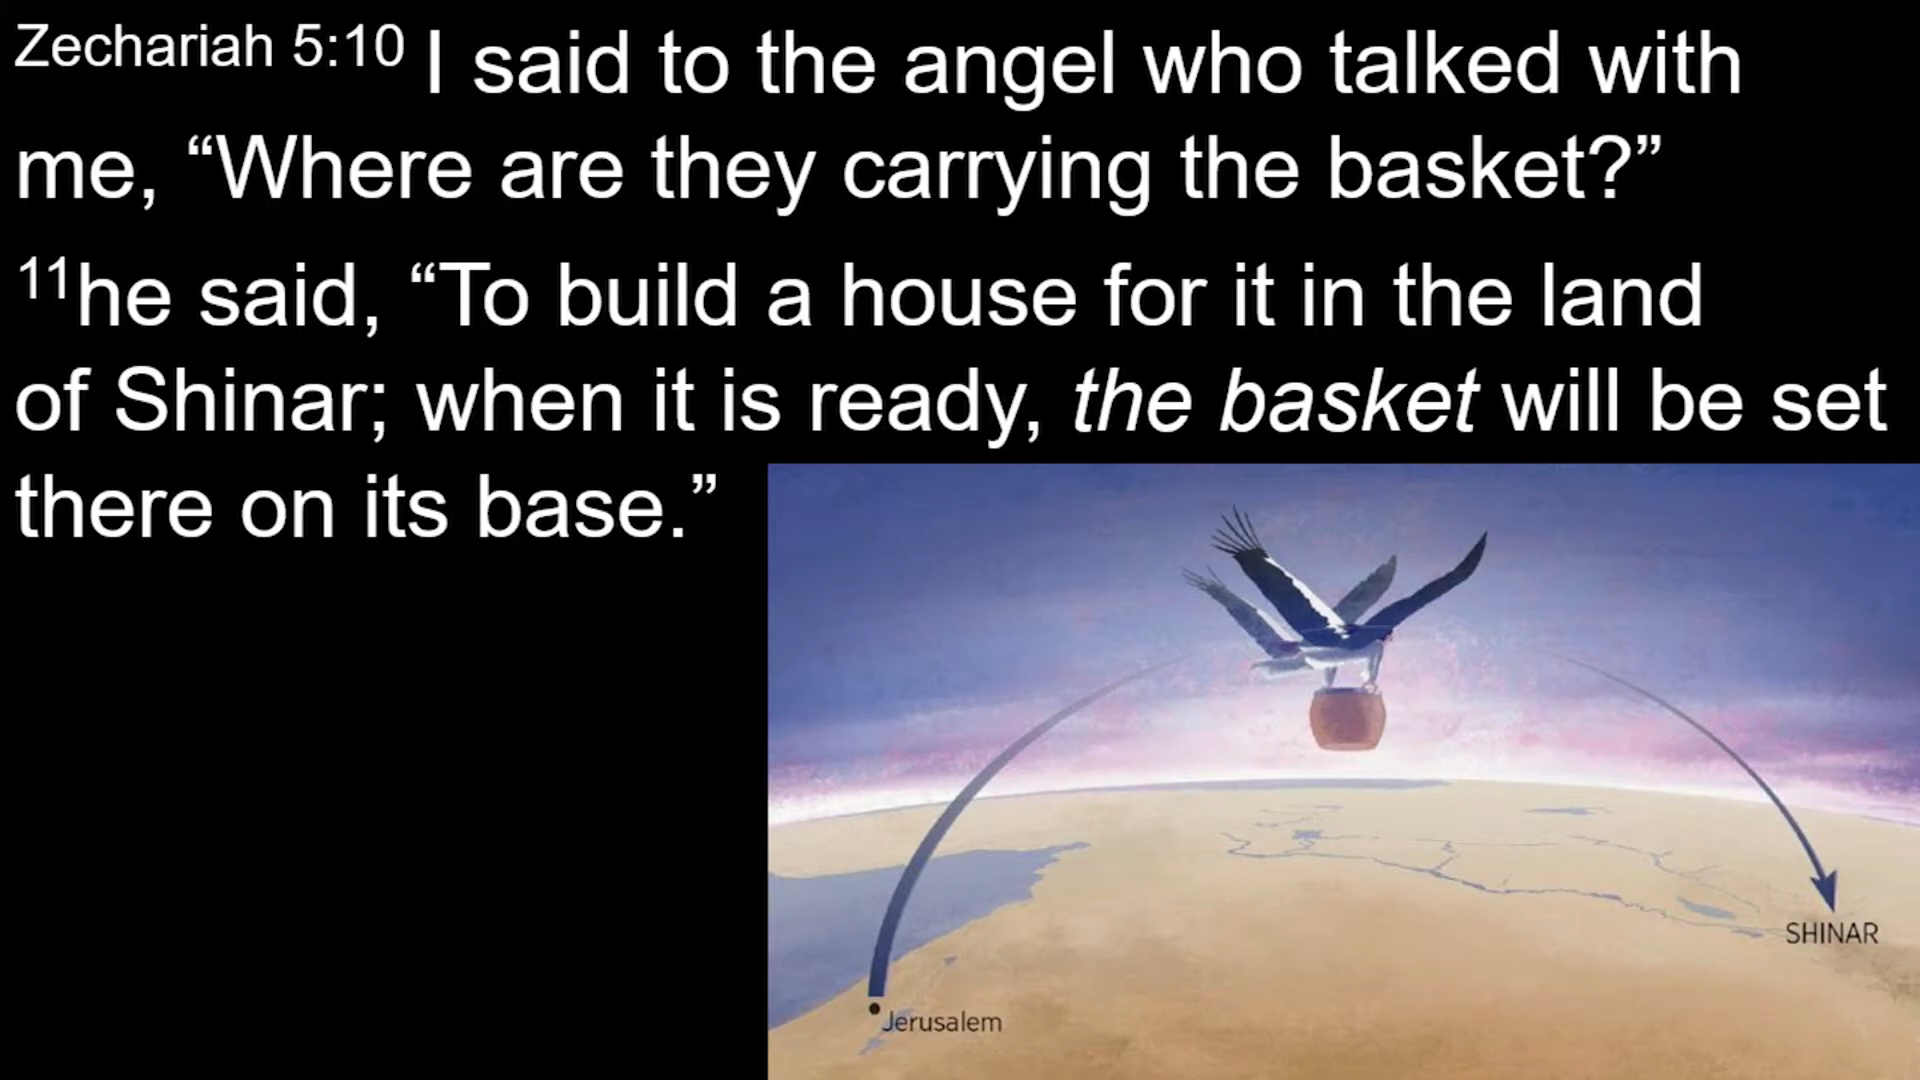 Zechariah 5:10 I said to the angel who talked with
me, “Where are they carrying the basket?”
11he said, “To build a house for it in the land
of Shinar; when it is ready, the basket will be set
there on its base.”
SHINAR
Jerusalem